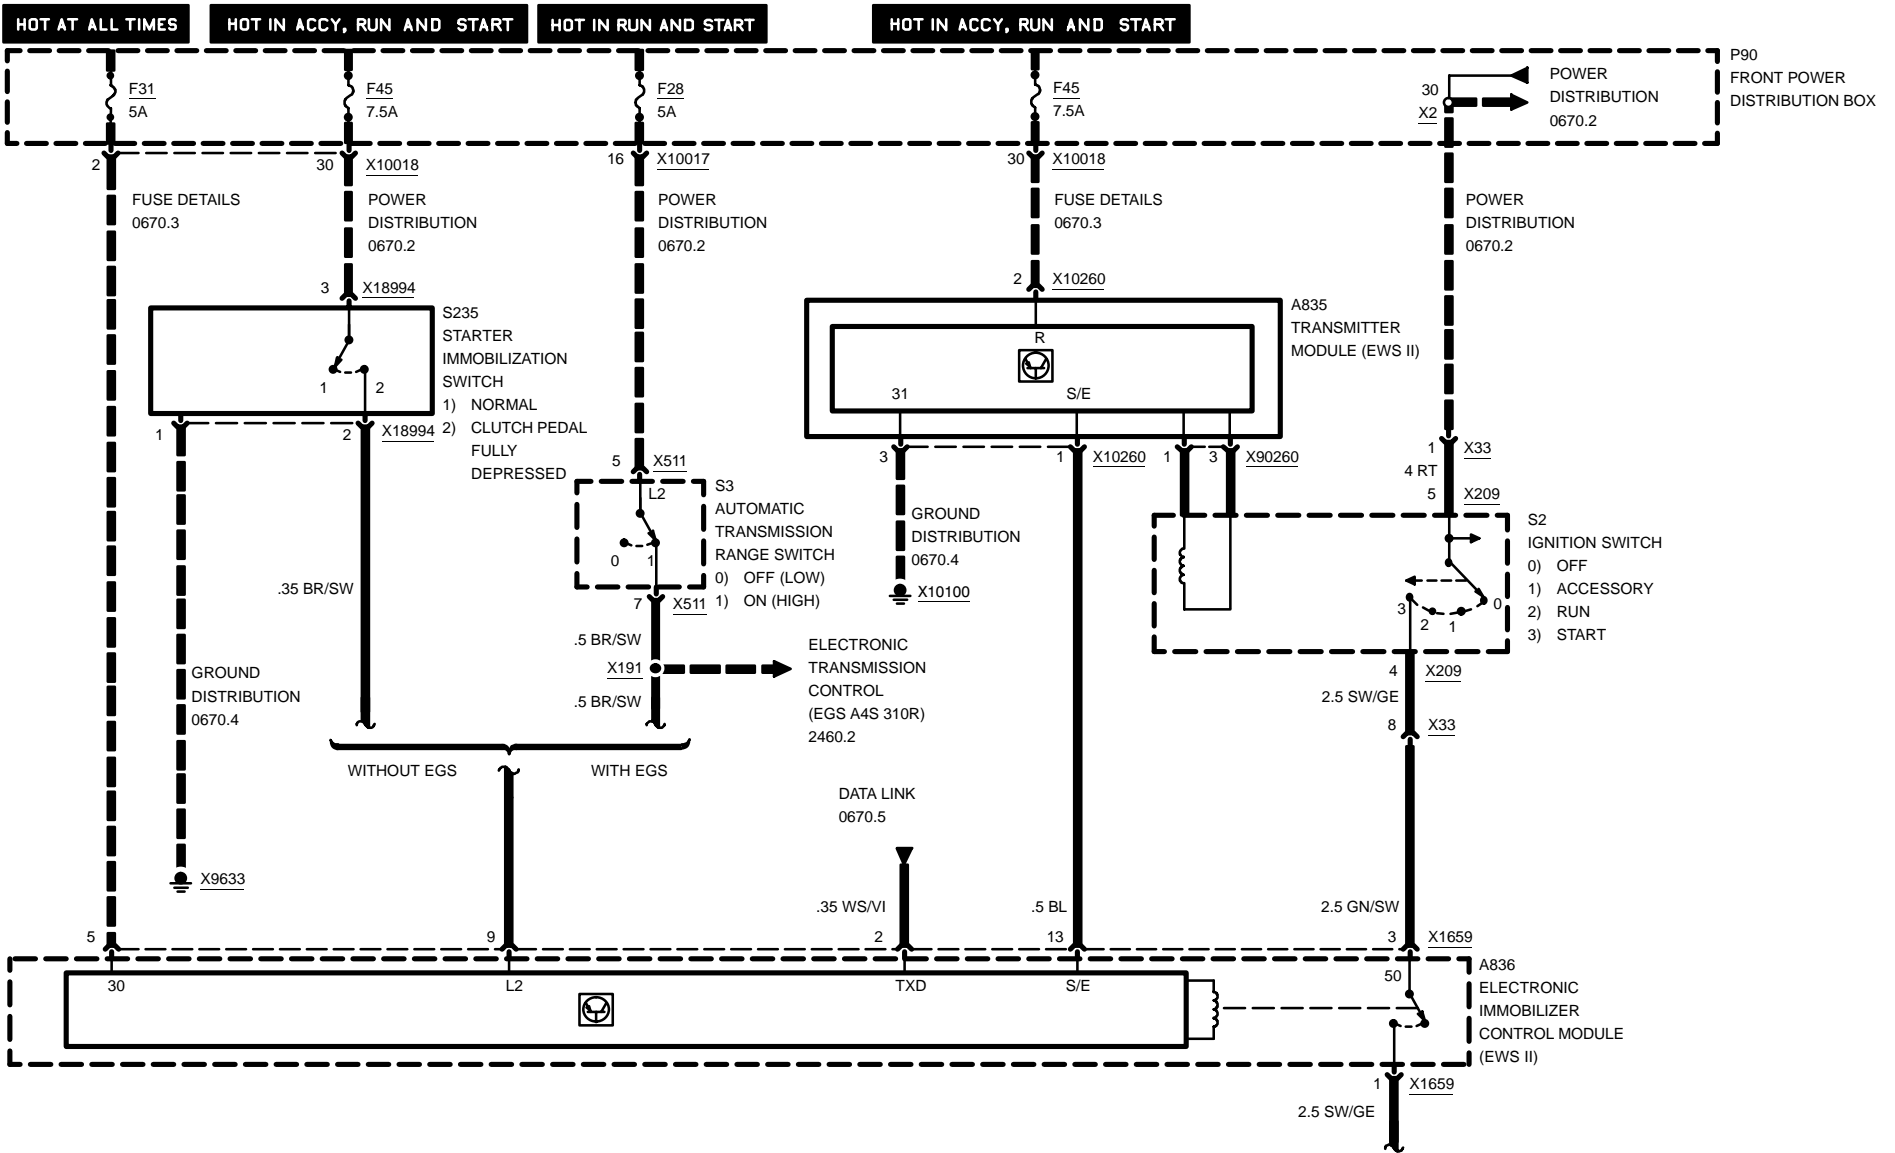 HOT AT ALL TIMES
HOT IN ACCY, RUN AND START
HOT IN RUN AND START
HOT IN ACCY, RUN AND START
P90
FRONT POWER
DISTRIBUTION BOX
F31
5A
F45
7.5A
F28
5A
F45
7.5A
30
X2
POWER
DISTRIBUTION
0670.2
2
30
X10018
16
X10017
30
X10018
FUSE DETAILS
0670.3
POWER
DISTRIBUTION
0670.2
POWER
DISTRIBUTION
0670.2
FUSE DETAILS
0670.3
POWER
DISTRIBUTION
0670.2
3
X18994
2
X10260
S235
STARTER
IMMOBILIZATION
SWITCH
1) NORMAL
2) CLUTCH PEDAL
FULLY
DEPRESSED
1
2
1
2
X18994
A835
TRANSMITTER
MODULE (EWS II)
R
31
S/E
3
1
X10260
1
3
X90260
1
X33
4 RT
5
X209
5
X511
L2
0
1
S3
AUTOMATIC
TRANSMISSION
RANGE SWITCH
0) OFF (LOW)
1) ON (HIGH)
7
X511
GROUND
DISTRIBUTION
0670.4
X10100
S2
IGNITION SWITCH
0) OFF
1) ACCESSORY
2) RUN
3) START
3
2
1
0
.35 BR/SW
.5 BR/SW
X191
.5 BR/SW
ELECTRONIC
TRANSMISSION
CONTROL
(EGS A4S 310R)
2460.2
4
X209
2.5 SW/GE
8
X33
GROUND
DISTRIBUTION
0670.4
X9633
WITHOUT EGS
WITH EGS
DATA LINK
0670.5
.35 WS/VI
.5 BL
2.5 GN/SW
5
9
2
13
3
X1659
30
L2
TXD
S/E
50
A836
ELECTRONIC
IMMOBILIZER
CONTROL MODULE
(EWS II)
1
X1659
2.5 SW/GE